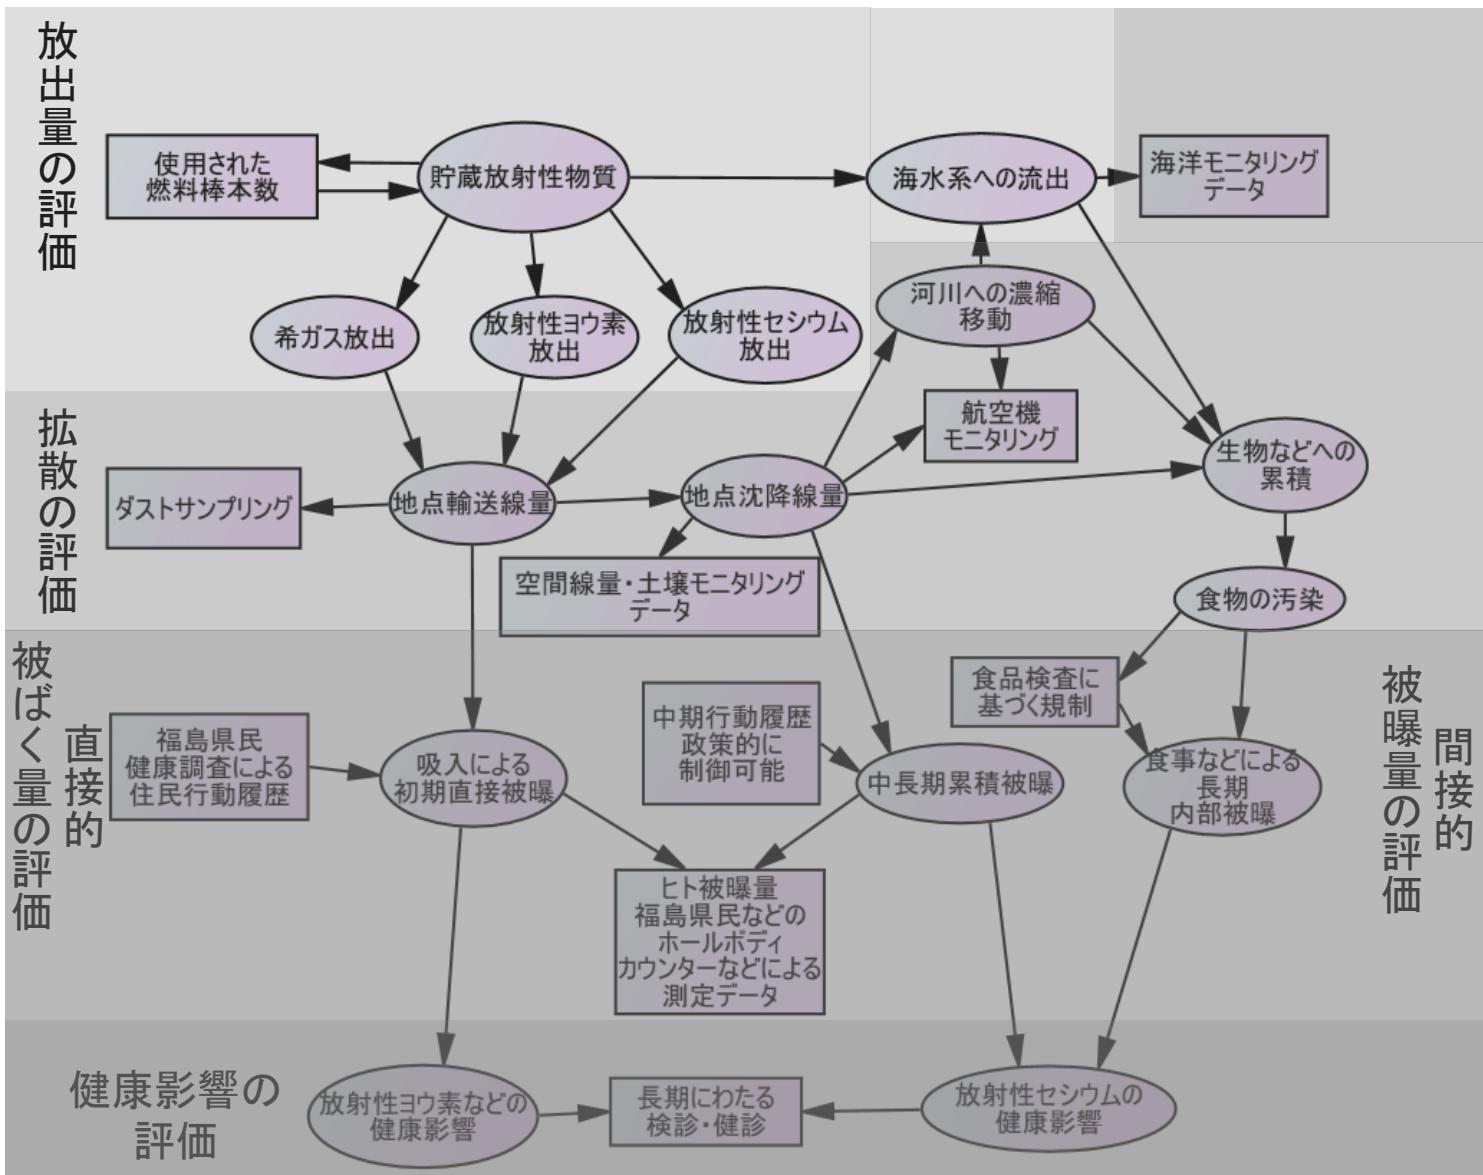 放出量の評価
使用された
燃料棒本数
貯蔵放射性物質
海水系への流出
海洋モニタリング
データ
希ガス放出
放射性ヨウ素
放出
放射性セシウム
放出
河川への濃縮
移動
航空機
モニタリング
生物などへの
累積
拡散の評価
ダストサンプリング
地点輸送線量
地点沈降線量
空間線量・土壌モニタリング
データ
食物の汚染
被ばく量の評価
直接的
福島県民
健康調査による
住民行動履歴
吸入による
初期直接被曝
中期行動履歴
政策的に
制御可能
中長期累積被曝
食品検査に
基づく規制
食事などによる
長期
内部被曝
被曝量の評価
間接的
ヒト被曝量
福島県民などの
ホールボディ
カウンターなどによる
測定データ
健康影響の
評価
放射性ヨウ素などの
健康影響
長期にわたる
検診・健診
放射性セシウムの
健康影響